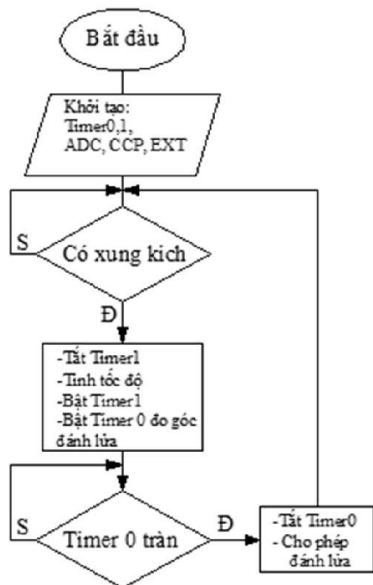 Bắt đầu
Khởi tạo:
Timer0,1,
ADC, CCP, EXT
Có xung kích
S
Đ
-Tắt Timer1
-Tinh tốc độ
-Bật Timer1
-Bật Timer 0 đo góc
đánh lửa
Timer 0 tràn
S
Đ
-Tắt Timer0
- Cho phép
đánh lửa